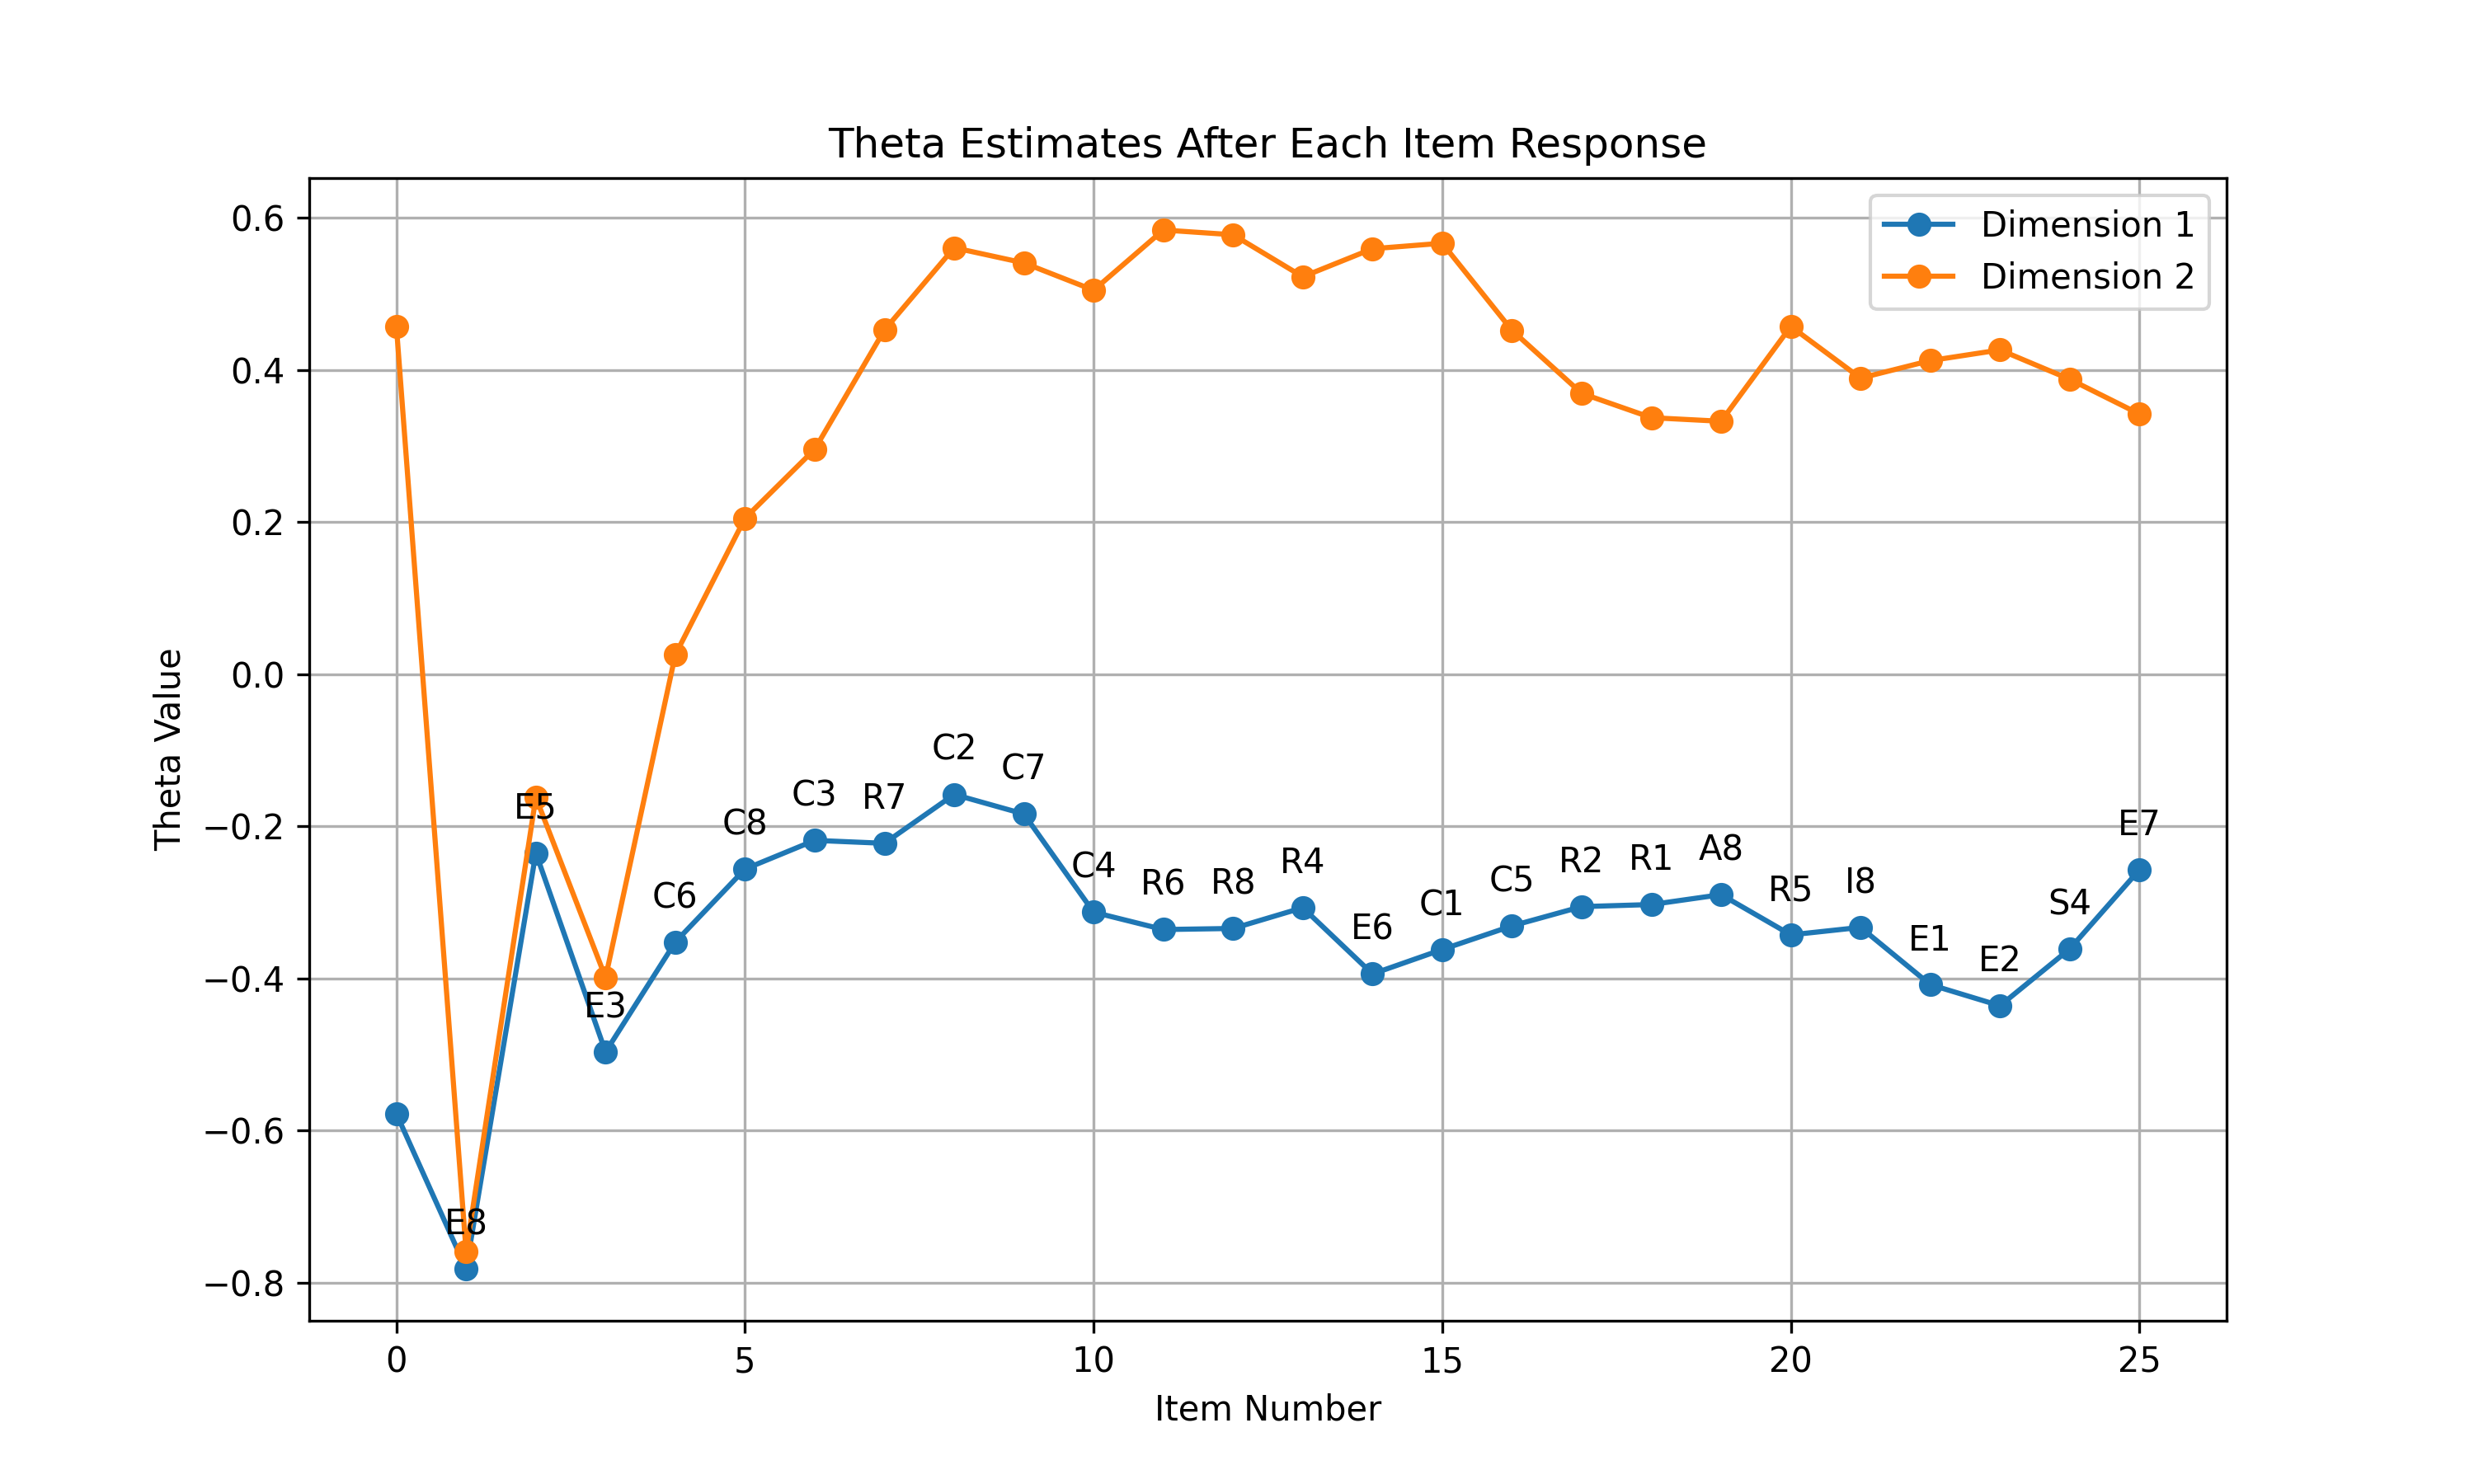 Theta Estimates After Each Item Response
Dimension 1
Dimension 2
Theta Value
0.6
0.4
0.2
0.0
−0.2
−0.4
−0.6
−0.8
E8
E5
E3
C6
C8
C3
R7
C2
C7
C4
R6
R8
R4
E6
C1
C5
R2
R1
A8
R5
I8
E1
E2
S4
E7
0 5 10 15 20 25
Item Number